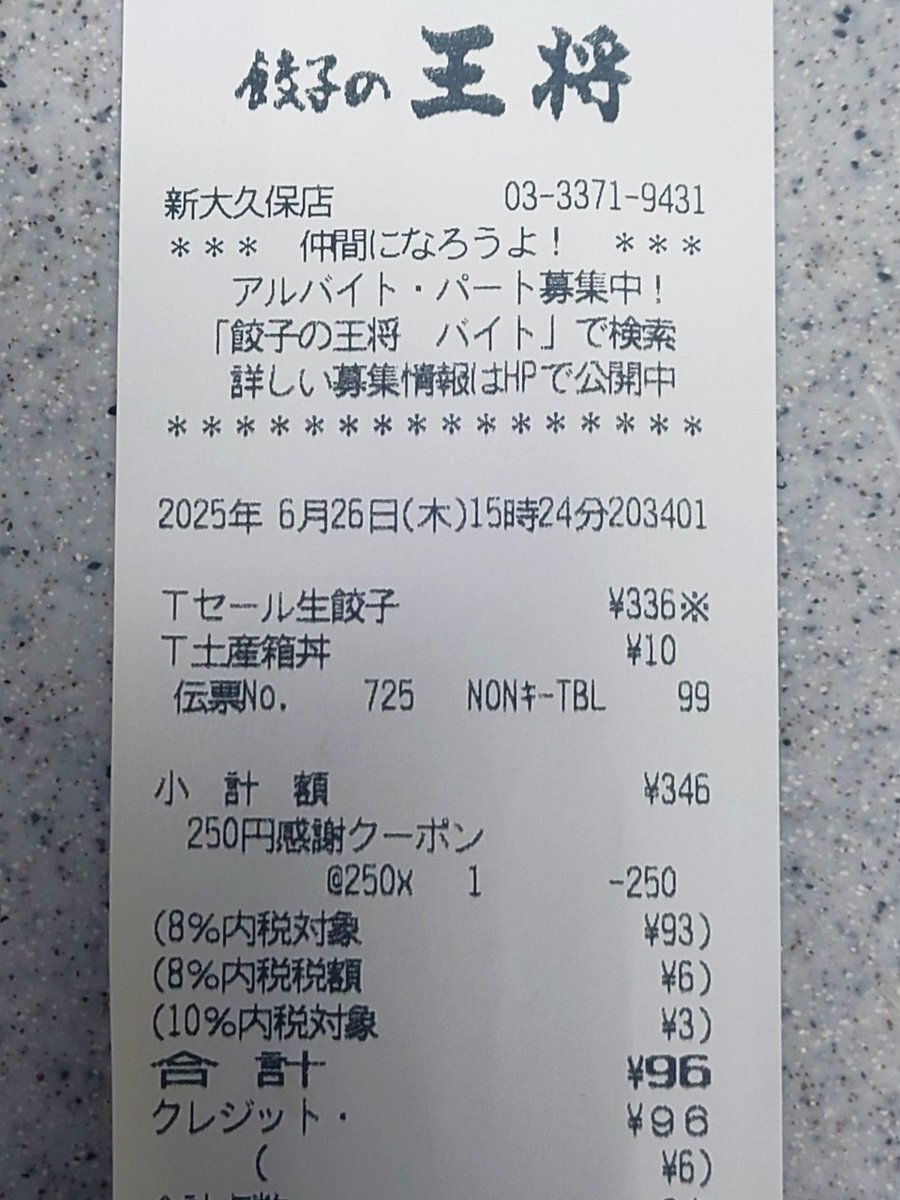 餃子の王将
新大久保店 03-3371-9431
*** 仲間になろうよ! ***
アルバイト・パート募集中!
「餃子の王将 バイト」で検索
詳しい募集情報はHPで公開中
****************
2025年 6月26日(木)15時24分203401
Tセール生餃子 ¥336※
T土産箱丼 ¥10
伝票No. 725 NONキーTBL 99
小 計 額 ¥346
250円感謝クーポン
@250x 1 -250
(8%内税対象 ¥93)
(8%内税税額 ¥6)
(10%内税対象 ¥3)
合 計 ¥96
クレジット・ ¥96
( ¥6)